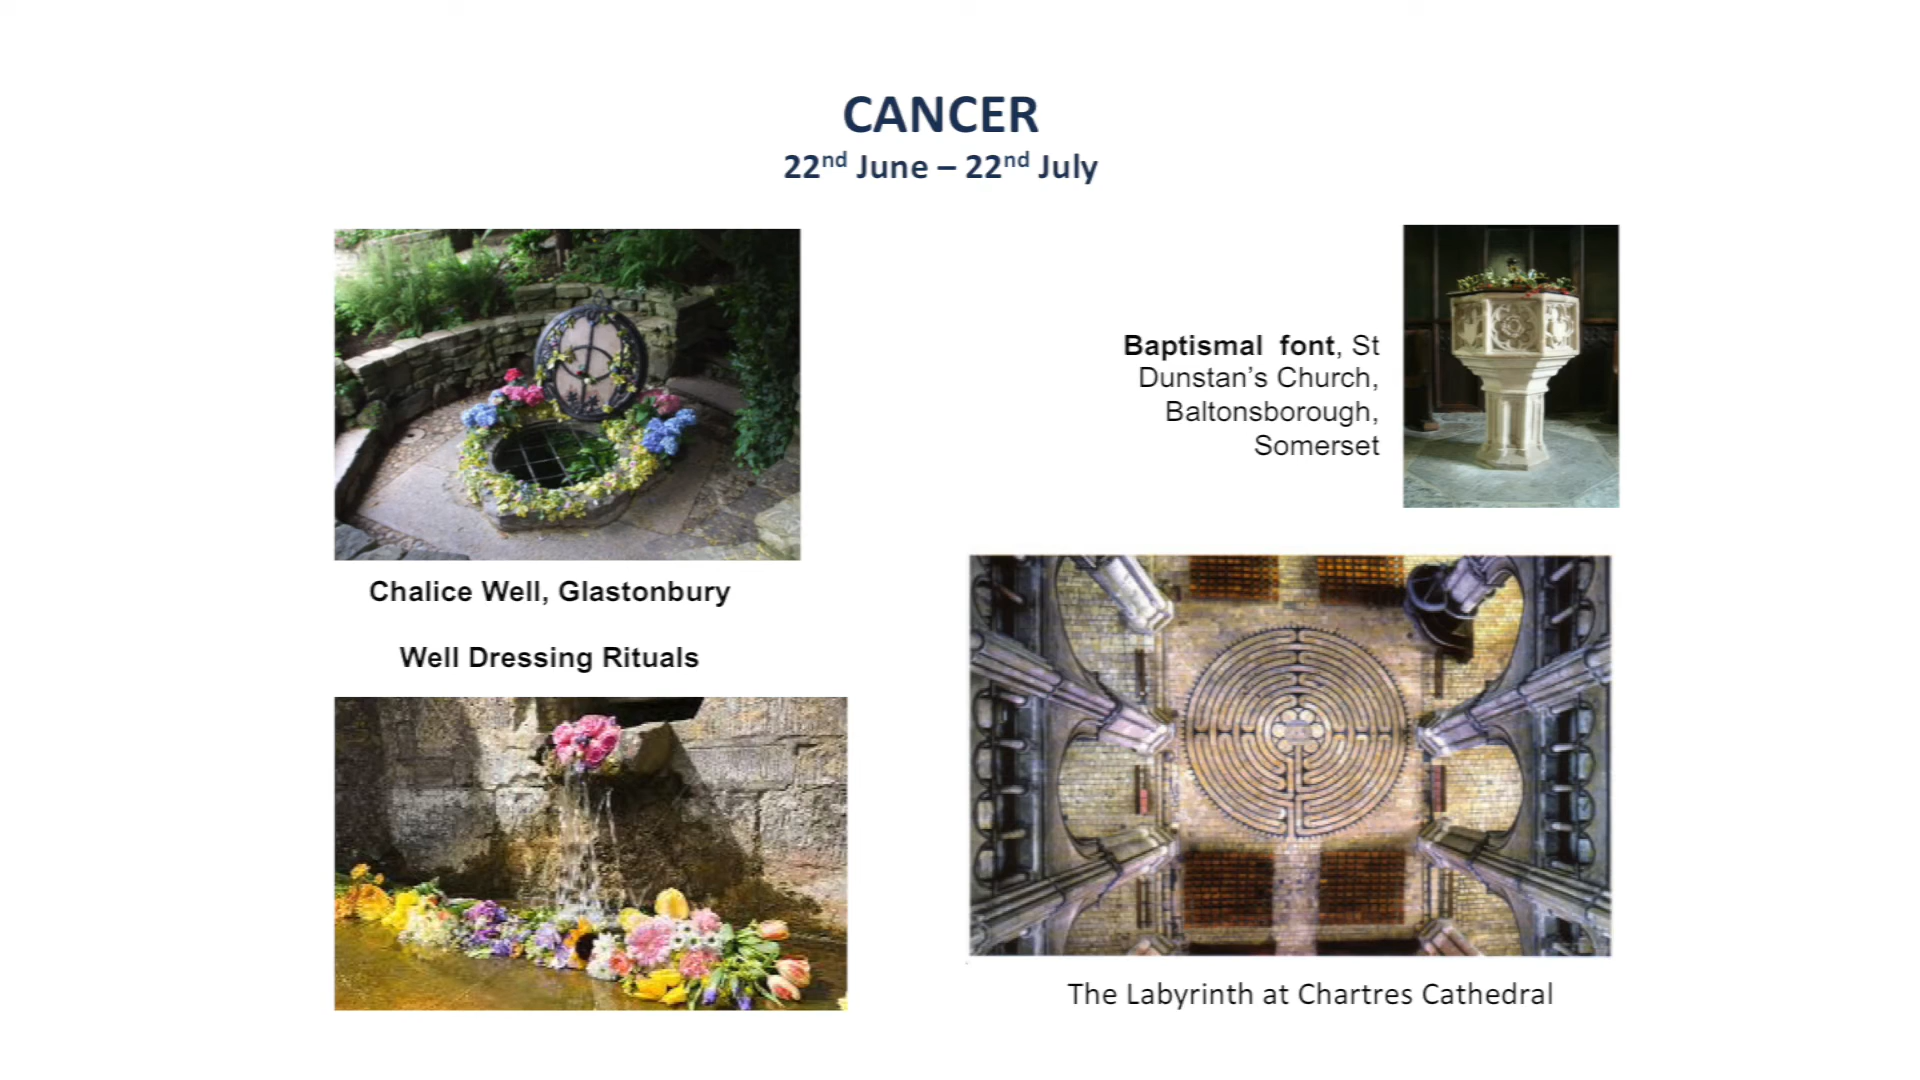 CANCER
22nd June – 22nd July
Chalice Well, Glastonbury
Well Dressing Rituals
Baptismal font, St
Dunstan’s Church,
Baltonsborough,
Somerset
The Labyrinth at Chartres Cathedral